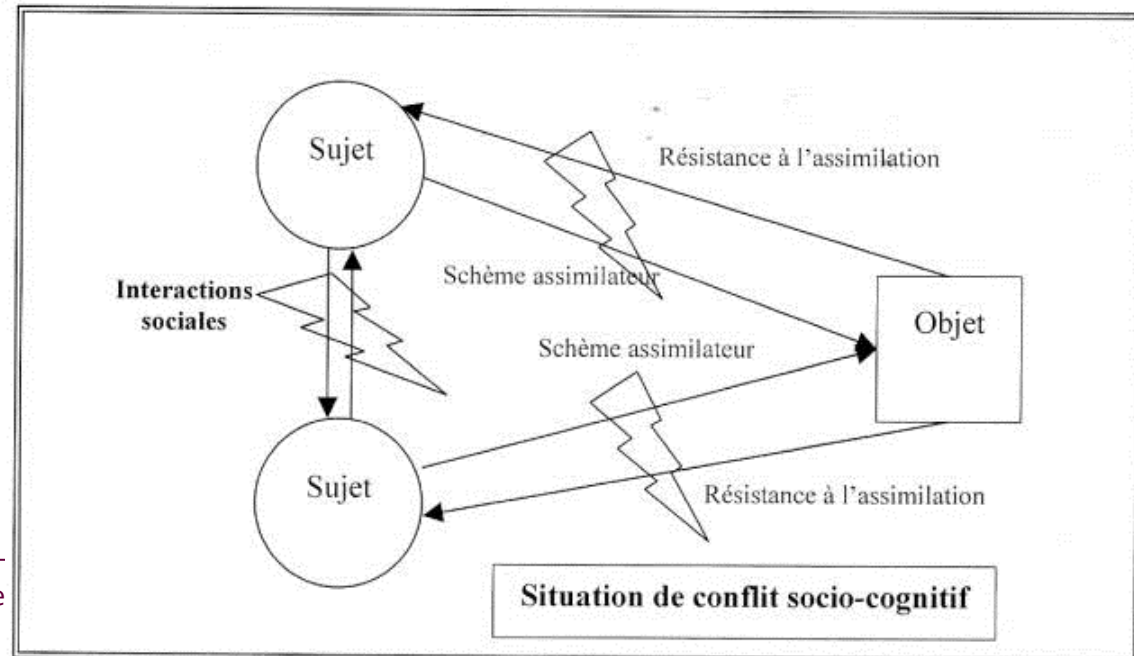 Sujet
Résistance à l'assimilation
Schème assimilateur
Interactions
sociales
Objet
Schème assimilateur
Sujet
Résistance à l'assimilation
Situation de conflit socio-cognitif